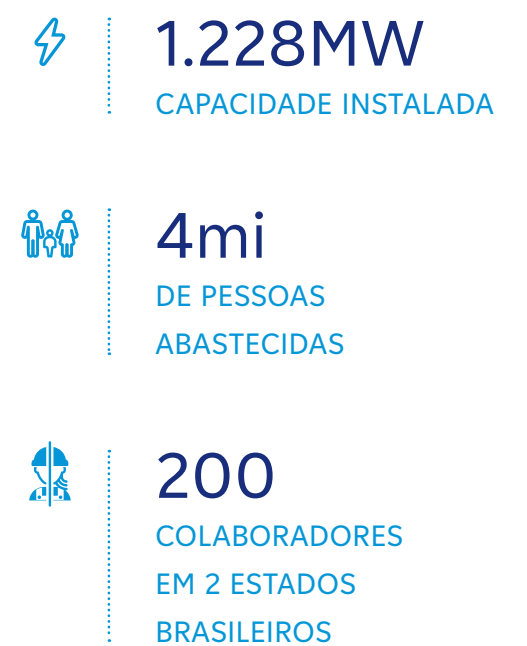 1.228MW
CAPACIDADE INSTALADA
4mi
DE PESSOAS
ABASTECIDAS
200
COLABORADORES
EM 2 ESTADOS
BRASILEIROS